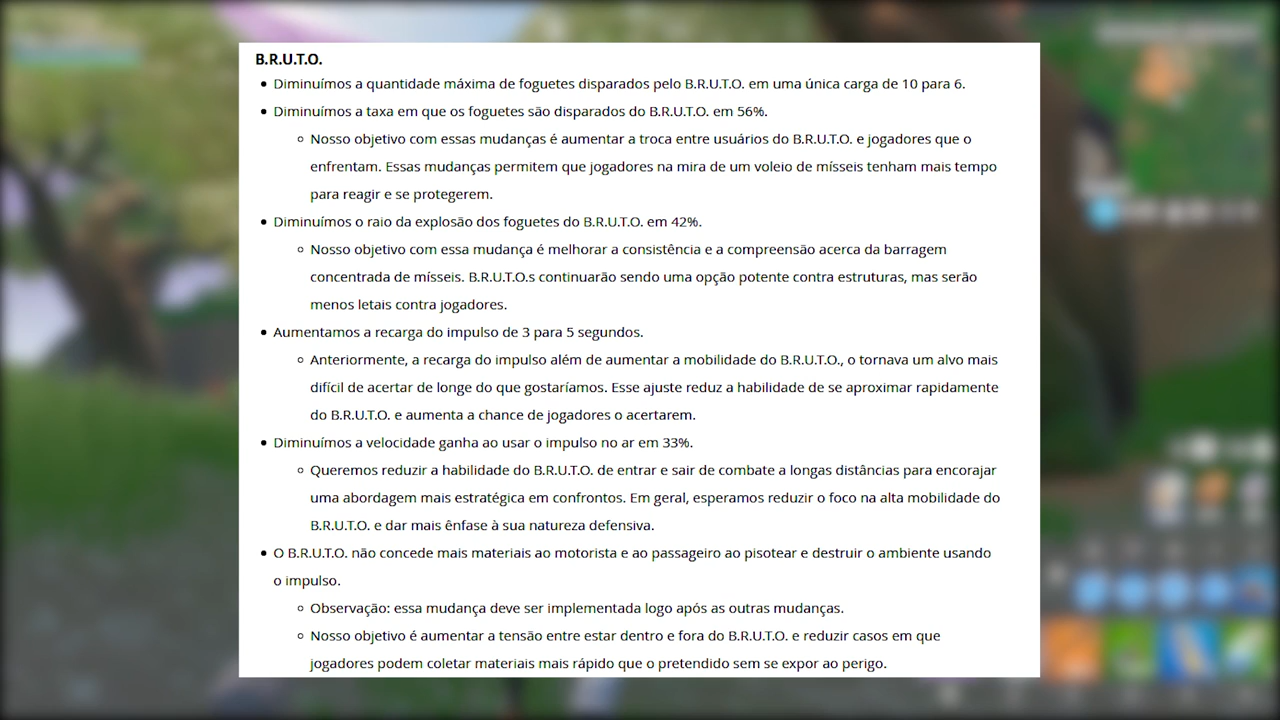 B.R.U.T.O.
• Diminuímos a quantidade máxima de foguetes disparados pelo B.R.U.T.O. em uma única carga de 10 para 6.
• Diminuímos a taxa em que os foguetes são disparados do B.R.U.T.O. em 56%.
◦ Nosso objetivo com essas mudanças é aumentar a troca entre usuários do B.R.U.T.O. e jogadores que o
enfrentam. Essas mudanças permitem que jogadores na mira de um voleio de mísseis tenham mais tempo
para reagir e se protegerem.
• Diminuímos o raio da explosão dos foguetes do B.R.U.T.O. em 42%.
◦ Nosso objetivo com essa mudança é melhorar a consistência e a compreensão acerca da barragem
concentrada de mísseis. B.R.U.T.O.s continuarão sendo uma opção potente contra estruturas, mas serão
menos letais contra jogadores.
• Aumentamos a recarga do impulso de 3 para 5 segundos.
◦ Anteriormente, a recarga do impulso além de aumentar a mobilidade do B.R.U.T.O., o tornava um alvo mais
difícil de acertar de longe do que gostaríamos. Esse ajuste reduz a habilidade de se aproximar rapidamente
do B.R.U.T.O. e aumenta a chance de jogadores o acertarem.
• Diminuímos a velocidade ganha ao usar o impulso no ar em 33%.
◦ Queremos reduzir a habilidade do B.R.U.T.O. de entrar e sair de combate a longas distâncias para encorajar
uma abordagem mais estratégica em confrontos. Em geral, esperamos reduzir o foco na alta mobilidade do
B.R.U.T.O. e dar mais ênfase à sua natureza defensiva.
• O B.R.U.T.O. não concede mais materiais ao motorista e ao passageiro ao pisotear e destruir o ambiente usando
o impulso.
◦ Observação: essa mudança deve ser implementada logo após as outras mudanças.
◦ Nosso objetivo é aumentar a tensão entre estar dentro e fora do B.R.U.T.O. e reduzir casos em que
jogadores podem coletar materiais mais rápido que o pretendido sem se expor ao perigo.